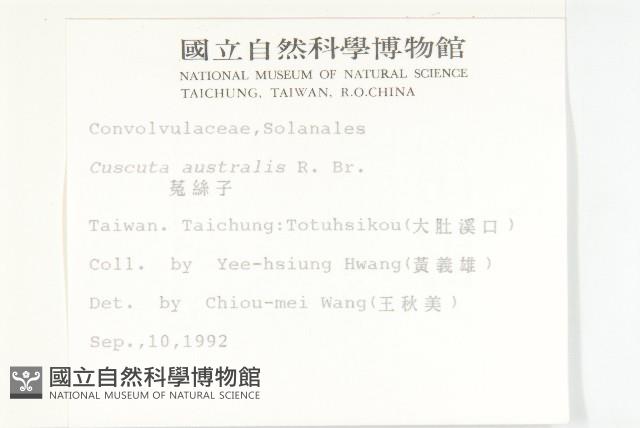 國立自然科學博物館
NATIONAL MUSEUM OF NATURAL SCIENCE
TAICHUNG, TAIWAN, R.O.CHINA
Convolvulaceae,Solanales
Cuscuta australis R. Br.
菟絲子
Taiwan. Taichung:Totuhsikou(大肚溪口)
Coll. by Yee-hsiung Hwang(黃義雄)
Det. by Chiou-mei Wang(王秋美)
Sep.,10,1992
國立自然科學博物館
NATIONAL MUSEUM OF NATURAL SCIENCE